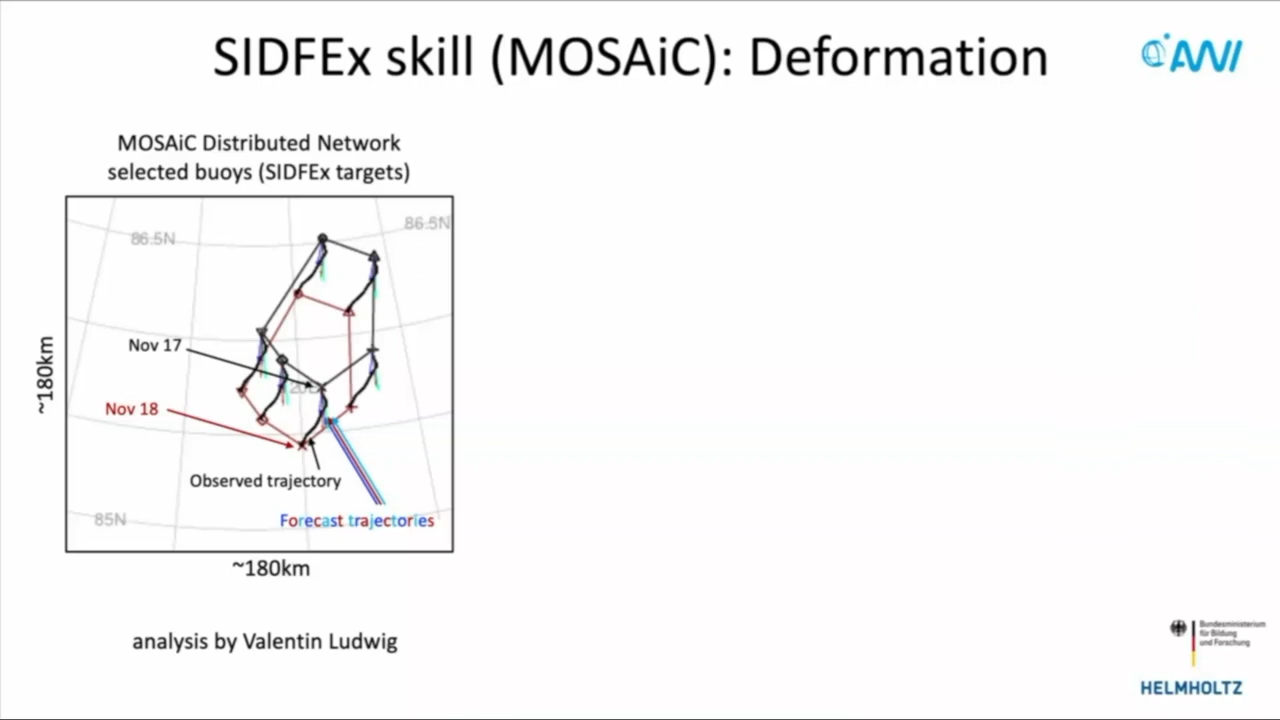 SIDFEx skill (MOSAiC): Deformation
AWI
MOSAiC Distributed Network
selected buoys (SIDFEx targets)
86.5N
86.5N
Nov 17
Nov 18
~180km
Observed trajectory
85N
Forecast trajectories
~180km
analysis by Valentin Ludwig
Bundesministerium
für Bildung
und Forschung
HELMHOLTZ